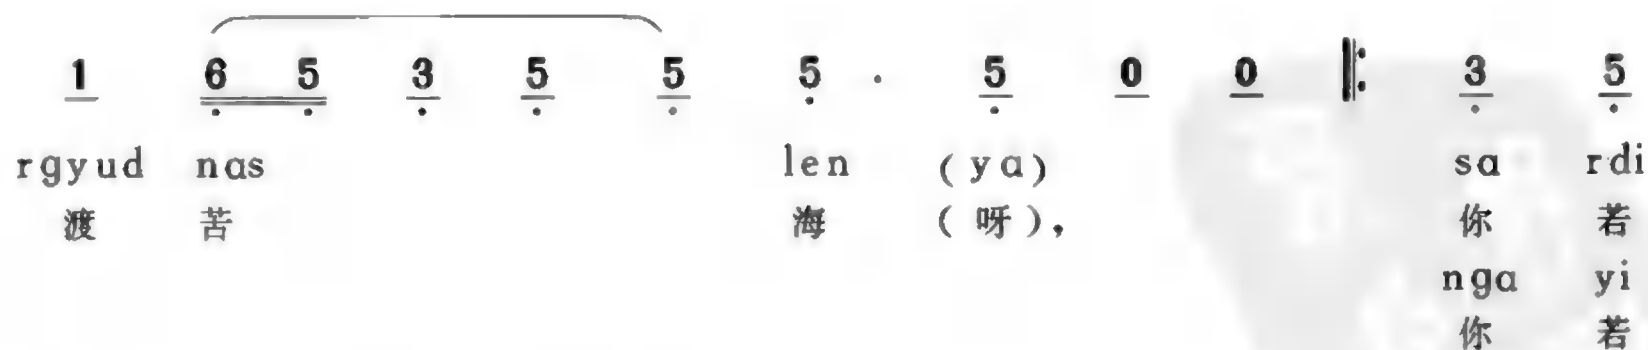 1 6 5 3 5 5 5 · 5 0 0 ‖: 3 5
rgyud nas len (ya) sa rdi
渡 苦 海 (呀), 你 若
nga yi
你 若